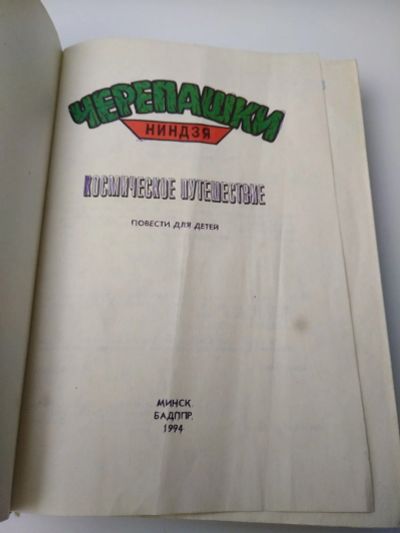 ЧЕРЕПАШКИ
НИНДЗЯ
КОСМИЧЕСКОЕ ПУТЕШЕСТВИЕ
ПОВЕСТИ ДЛЯ ДЕТЕЙ
МИНСК
БАДППР.
1994